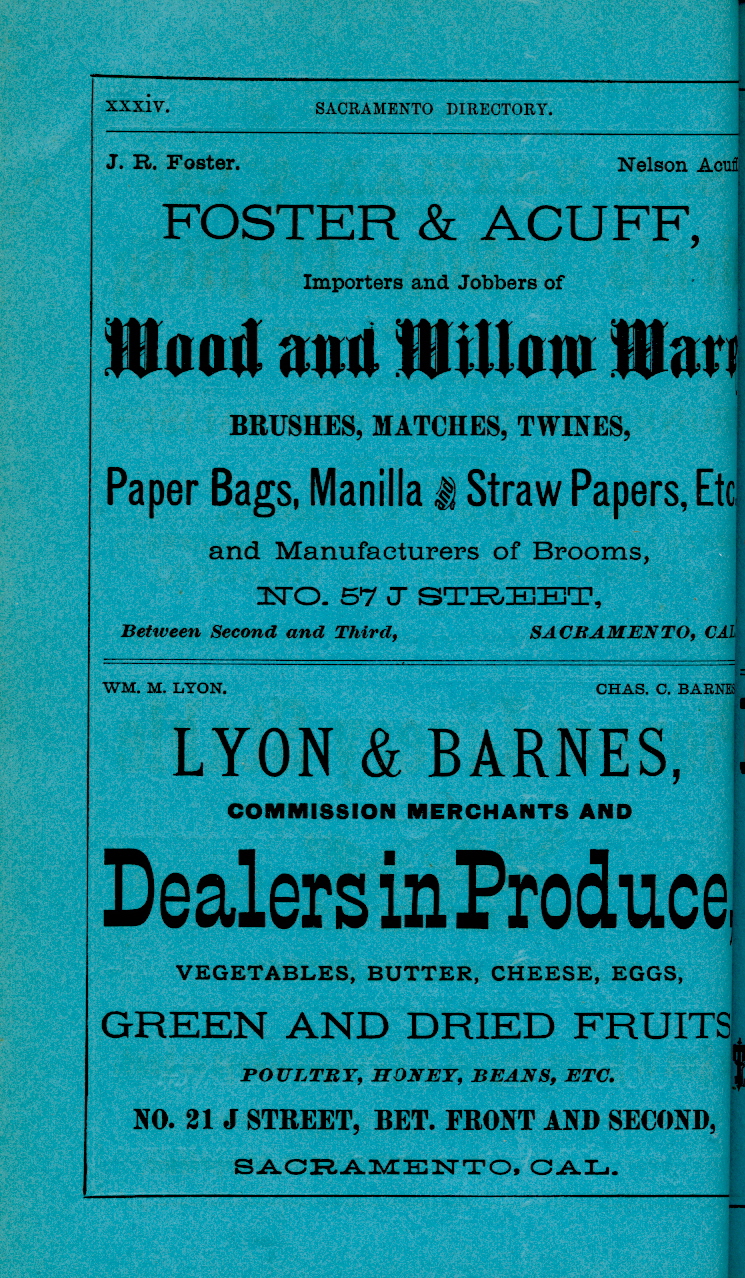 xxxiv. SACRAMENTO DIRECTORY.
J. R. Foster. Nelson Acuff
FOSTER & ACUFF,
Importers and Jobbers of
Wood and Willow Ware
BRUSHES, MATCHES, TWINES,
Paper Bags, Manilla and Straw Papers, Etc.
and Manufacturers of Brooms,
NO. 57 J STREET,
Between Second and Third, SACRAMENTO, CAL
WM. M. LYON. CHAS. C. BARNES
LYON & BARNES,
COMMISSION MERCHANTS AND
Dealers in Produce,
VEGETABLES, BUTTER, CHEESE, EGGS,
GREEN AND DRIED FRUITS
POULTRY, HONEY, BEANS, ETC.
NO. 21 J STREET, BET. FRONT AND SECOND,
SACRAMENTO, CAL.